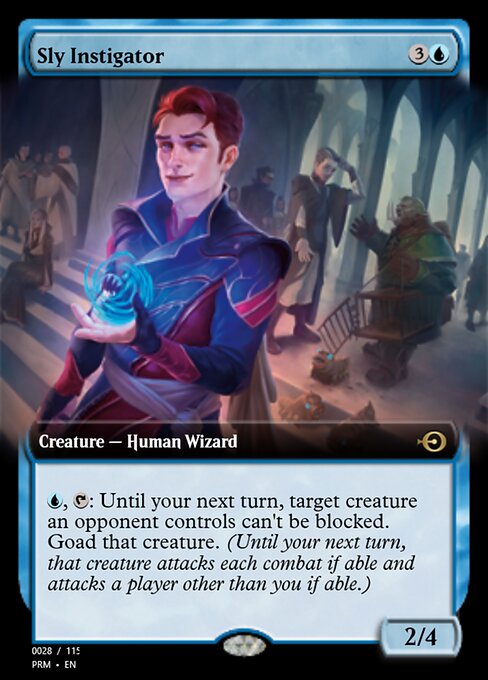 Sly Instigator
3
Creature — Human Wizard
, : Until your next turn, target creature
an opponent controls can't be blocked.
Goad that creature. (Until your next turn,
that creature attacks each combat if able and
attacks a player other than you if able.)
2/4
0028 / 115
PRM • EN